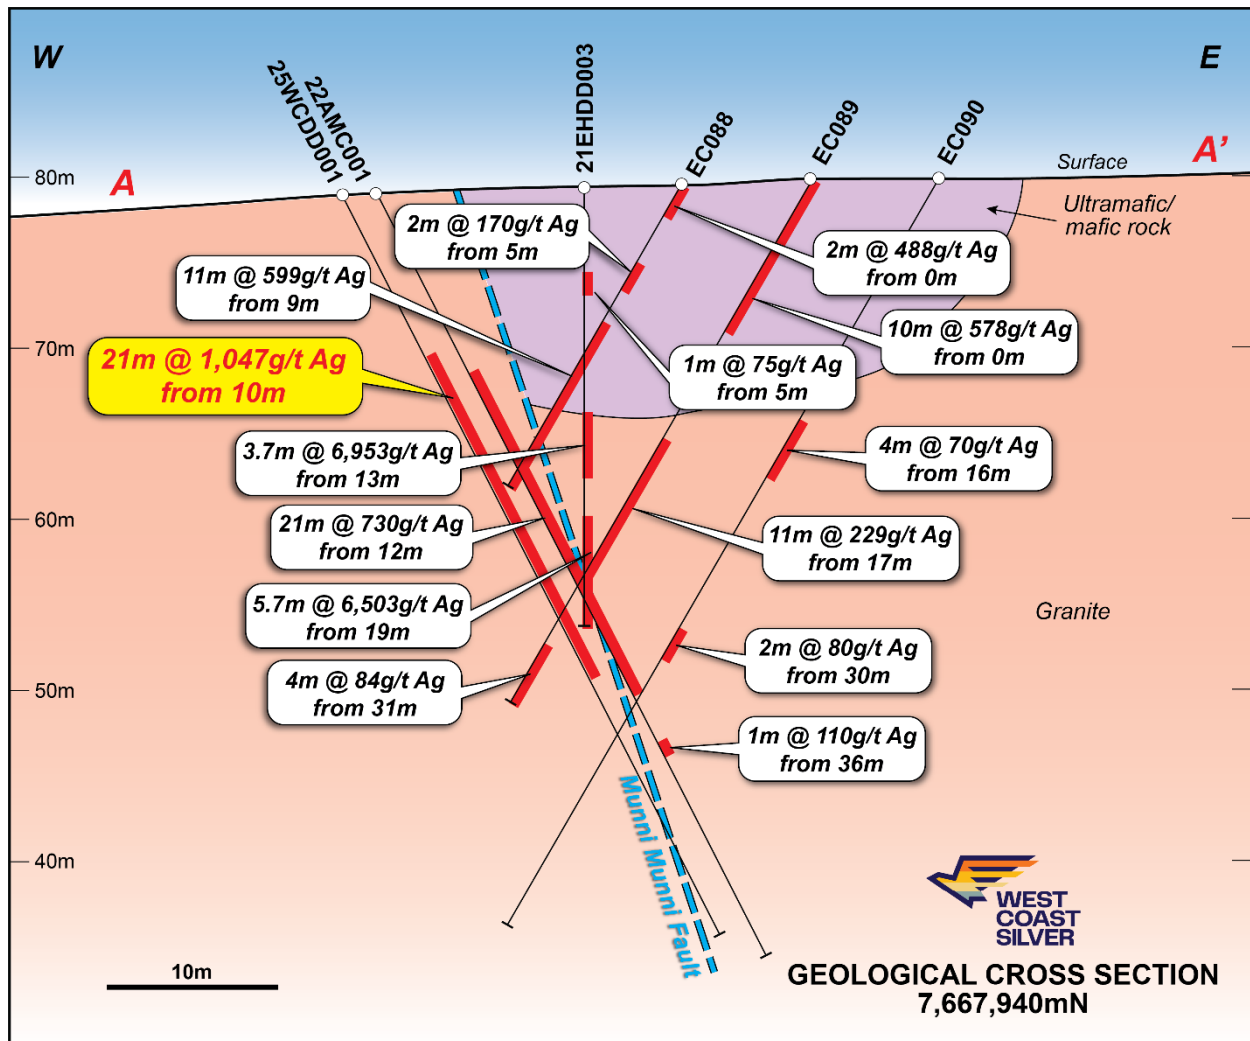 W
E
25WCDD001
22AMC001
21EHDD003
EC088
EC089
EC090
A
A'
Surface
80m
Ultramafic/
mafic rock
2m @ 170g/t Ag
from 5m
2m @ 488g/t Ag
from 0m
11m @ 599g/t Ag
from 9m
10m @ 578g/t Ag
from 0m
70m
21m @ 1,047g/t Ag
from 10m
1m @ 75g/t Ag
from 5m
3.7m @ 6,953g/t Ag
from 13m
4m @ 70g/t Ag
from 16m
60m
21m @ 730g/t Ag
from 12m
11m @ 229g/t Ag
from 17m
5.7m @ 6,503g/t Ag
from 19m
Granite
4m @ 84g/t Ag
from 31m
2m @ 80g/t Ag
from 30m
50m
1m @ 110g/t Ag
from 36m
Munni Munni Fault
40m
WEST
COAST
SILVER
10m
GEOLOGICAL CROSS SECTION
7,667,940mN